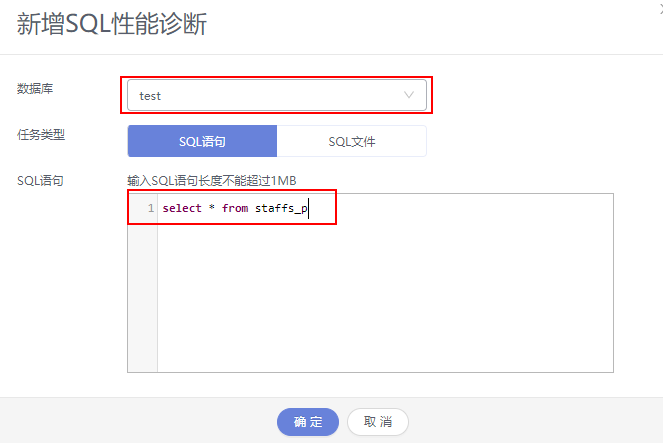 新增SQL性能诊断
数据库
test
任务类型
SQL语句
SQL文件
SQL语句
输入SQL语句长度不能超过1MB
1 select * from staffs_p
确 定
取 消